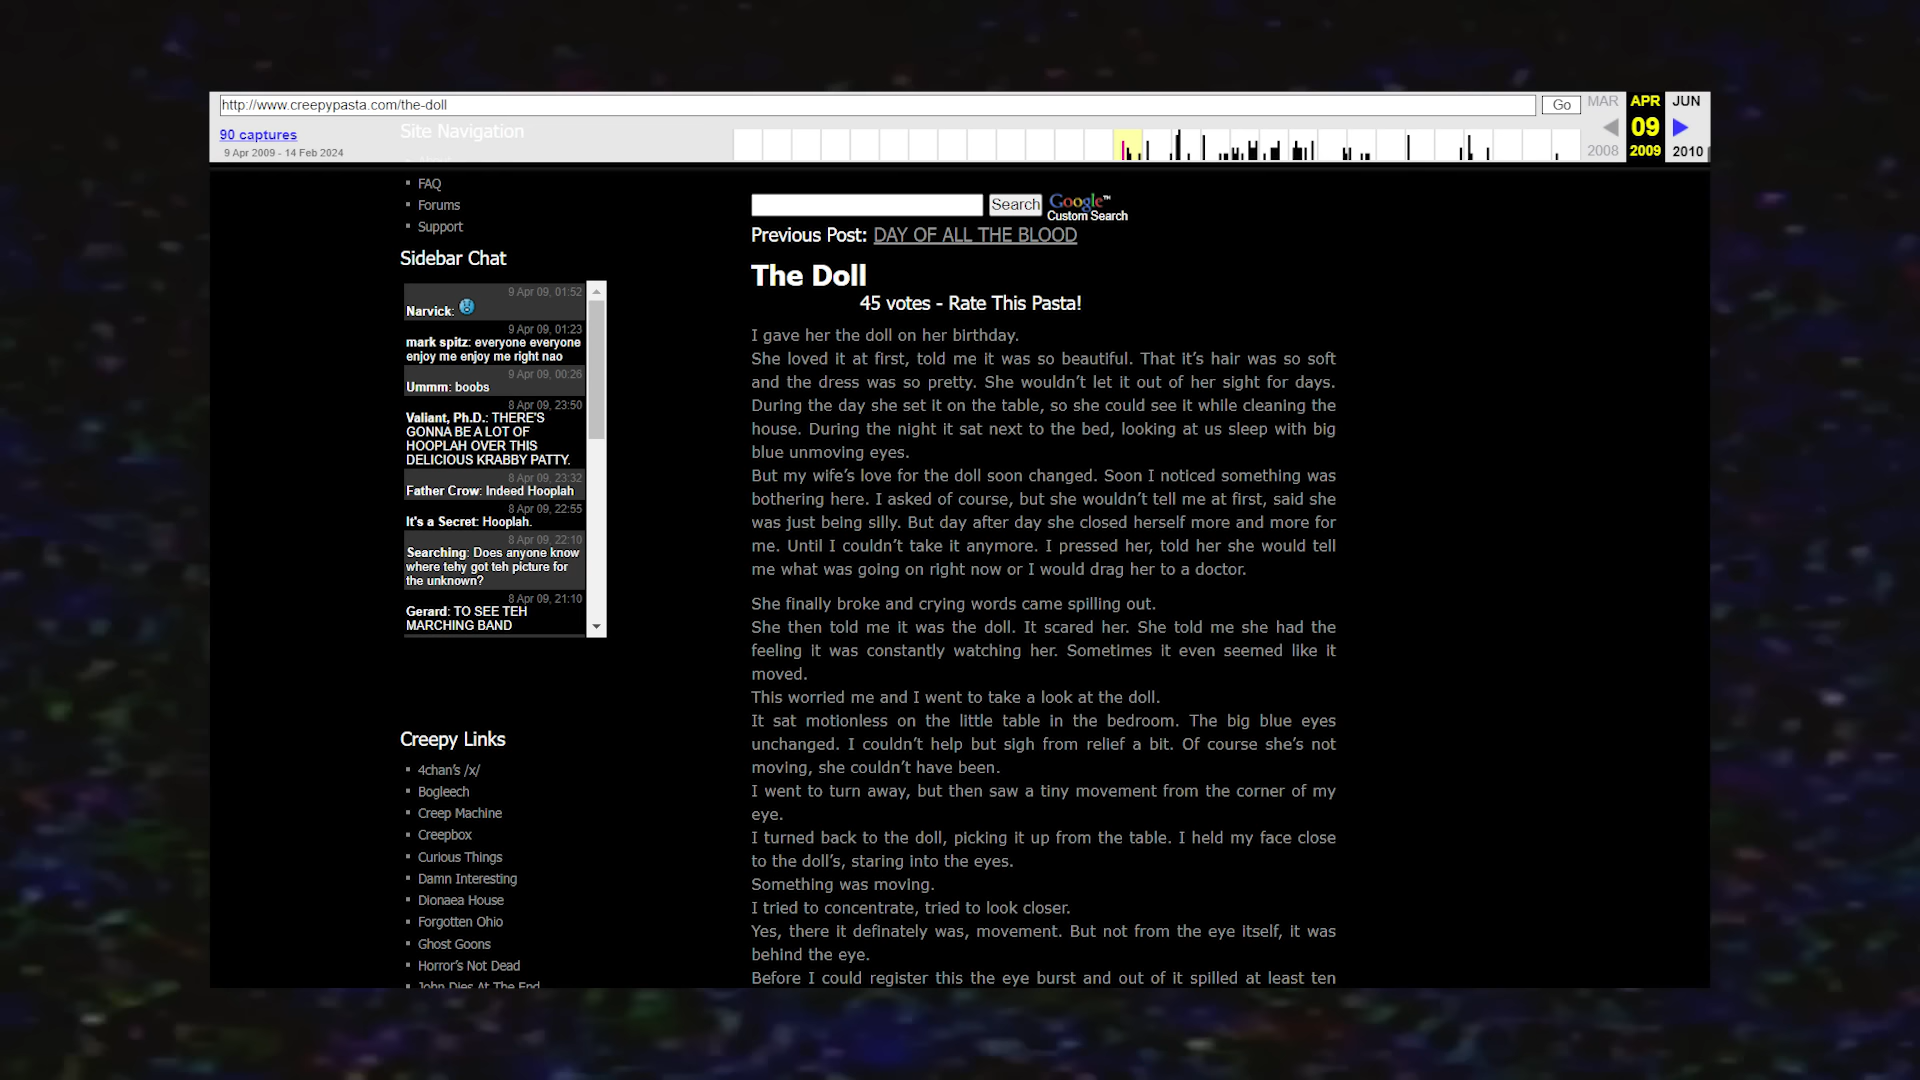 http://www.creepypasta.com/the-doll
Go
MAR
APR
JUN
90 captures
9 Apr 2009 - 14 Feb 2024
09
2008
2009
2010
Site Navigation
FAQ
Forums
Support
Sidebar Chat
9 Apr 09, 01:52
Narvick:
9 Apr 09, 01:23
mark spitz: everyone everyone
enjoy me enjoy me right nao
9 Apr 09, 00:26
Ummm: boobs
8 Apr 09, 23:50
Valiant, Ph.D.: THERE'S
GONNA BE A LOT OF
HOOPLAH OVER THIS
DELICIOUS KRABBY PATTY.
8 Apr 09, 23:32
Father Crow: Indeed Hooplah
8 Apr 09, 22:55
It's a Secret: Hooplah.
8 Apr 09, 22:10
Searching: Does anyone know
where tehy got teh picture for
the unknown?
8 Apr 09, 21:10
Gerard: TO SEE TEH
MARCHING BAND
Creepy Links
4chan's /x/
Bogleech
Creep Machine
Creepbox
Curious Things
Damn Interesting
Dionaea House
Forgotten Ohio
Ghost Goons
Horror's Not Dead
John Dies At The End
Search
Google™
Custom Search
Previous Post: DAY OF ALL THE BLOOD
The Doll
45 votes - Rate This Pasta!
I gave her the doll on her birthday.
She loved it at first, told me it was so beautiful. That it's hair was so soft
and the dress was so pretty. She wouldn't let it out of her sight for days.
During the day she set it on the table, so she could see it while cleaning the
house. During the night it sat next to the bed, looking at us sleep with big
blue unmoving eyes.
But my wife's love for the doll soon changed. Soon I noticed something was
bothering here. I asked of course, but she wouldn't tell me at first, said she
was just being silly. But day after day she closed herself more and more for
me. Until I couldn't take it anymore. I pressed her, told her she would tell
me what was going on right now or I would drag her to a doctor.
She finally broke and crying words came spilling out.
She then told me it was the doll. It scared her. She told me she had the
feeling it was constantly watching her. Sometimes it even seemed like it
moved.
This worried me and I went to take a look at the doll.
It sat motionless on the little table in the bedroom. The big blue eyes
unchanged. I couldn't help but sigh from relief a bit. Of course she's not
moving, she couldn't have been.
I went to turn away, but then saw a tiny movement from the corner of my
eye.
I turned back to the doll, picking it up from the table. I held my face close
to the doll's, staring into the eyes.
Something was moving.
I tried to concentrate, tried to look closer.
Yes, there it definately was, movement. But not from the eye itself, it was
behind the eye.
Before I could register this the eye burst and out of it spilled at least ten